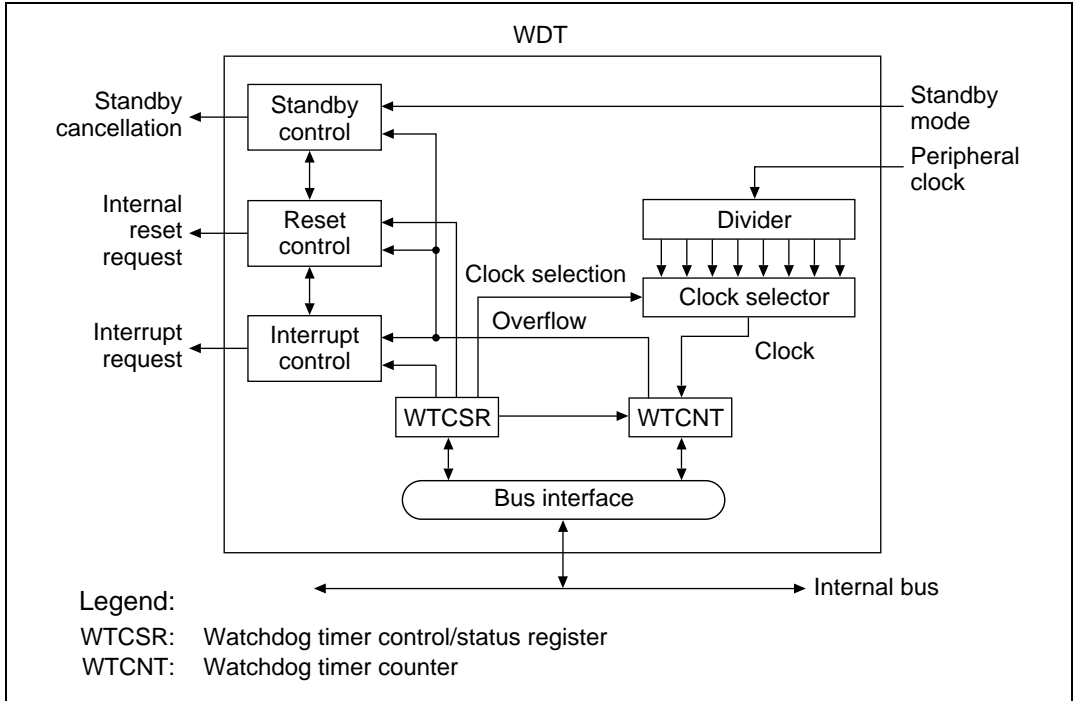 WDT
Standby
cancellation
Standby
control
Standby
mode
Peripheral
clock
Internal
reset
request
Reset
control
Divider
Clock selection
Clock selector
Interrupt
request
Interrupt
control
Overflow
Clock
WTCSR
WTCNT
Bus interface
Internal bus
Legend:
WTCSR: Watchdog timer control/status register
WTCNT: Watchdog timer counter